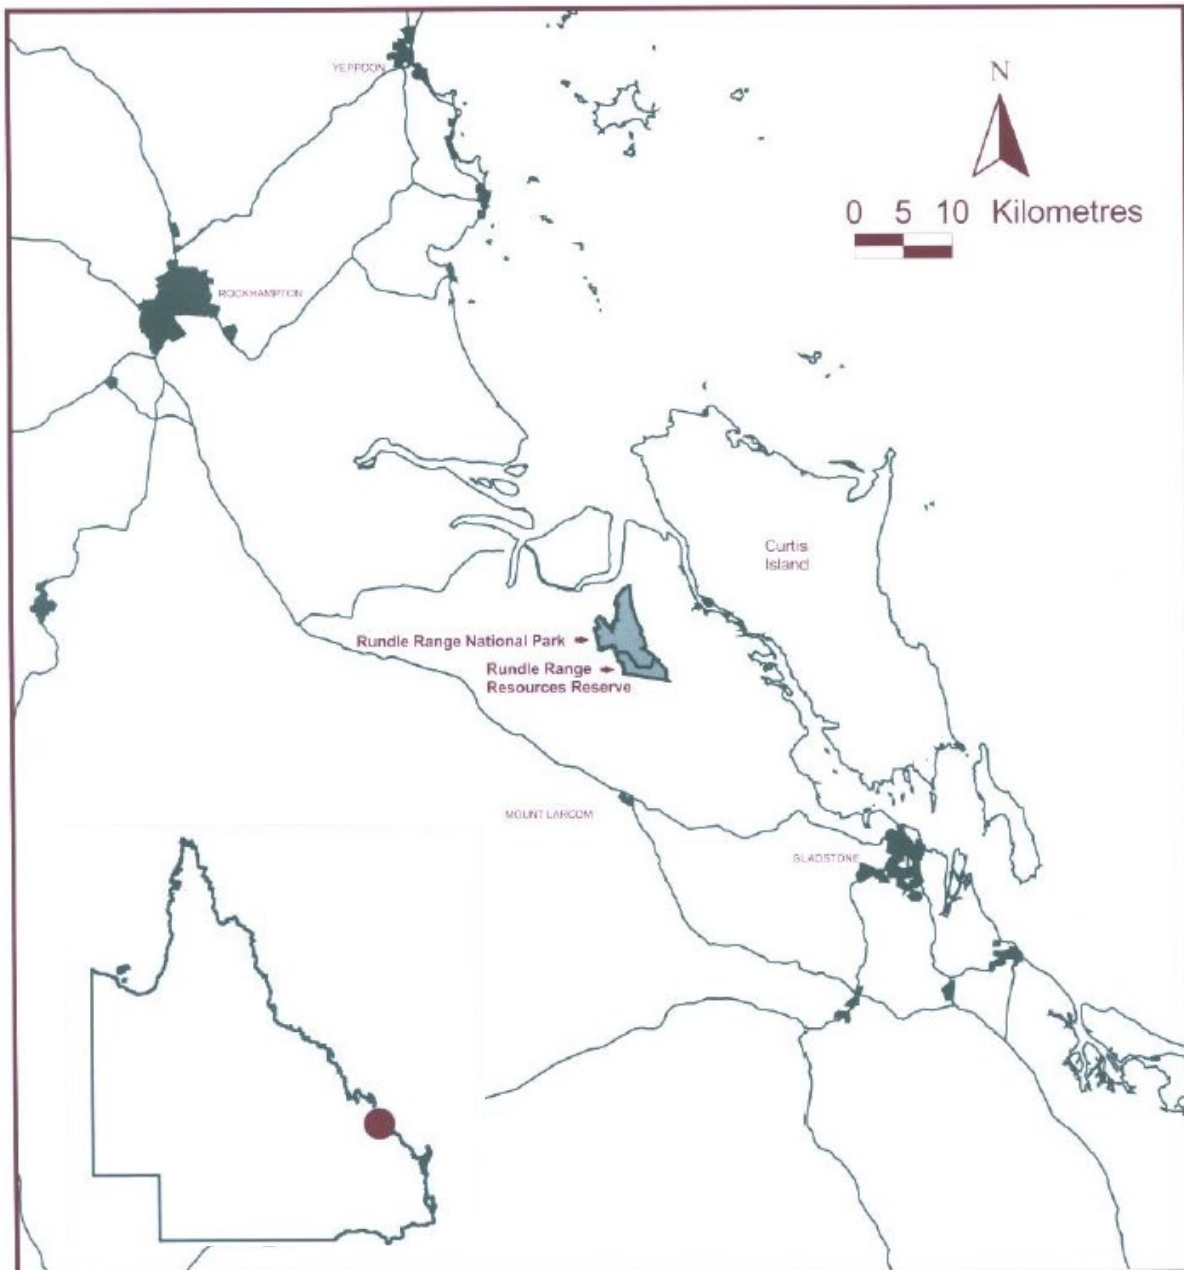 YEPPOON
N
0 5 10 Kilometres
ROCKHAMPTON
Curtis
Island
Rundle Range National Park
Rundle Range
Resources Reserve
MOUNT LARCOM
GLADSTONE